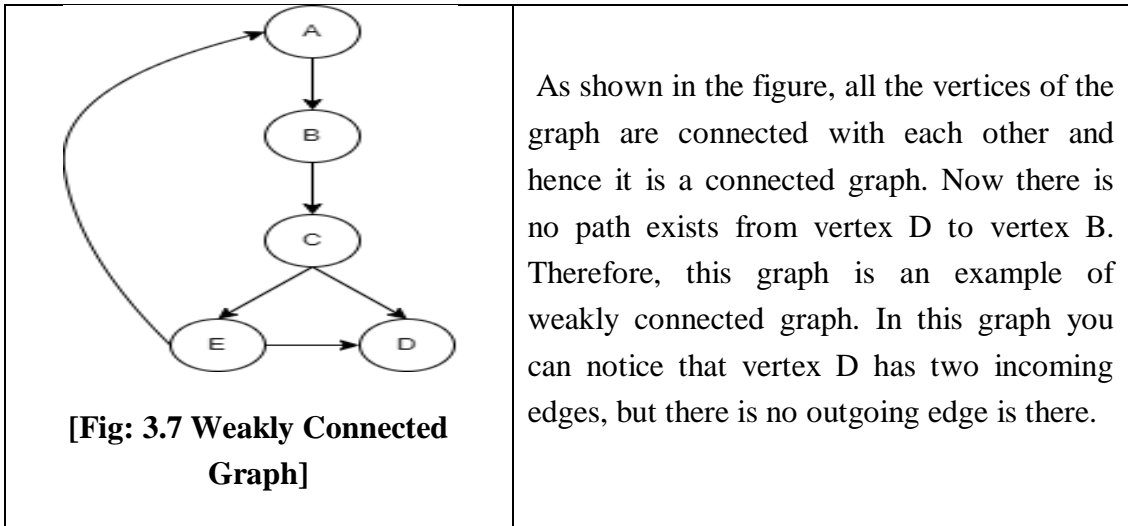 A
B
C
E
D
[Fig: 3.7 Weakly Connected
Graph]
As shown in the figure, all the vertices of the
graph are connected with each other and
hence it is a connected graph. Now there is
no path exists from vertex D to vertex B.
Therefore, this graph is an example of
weakly connected graph. In this graph you
can notice that vertex D has two incoming
edges, but there is no outgoing edge is there.